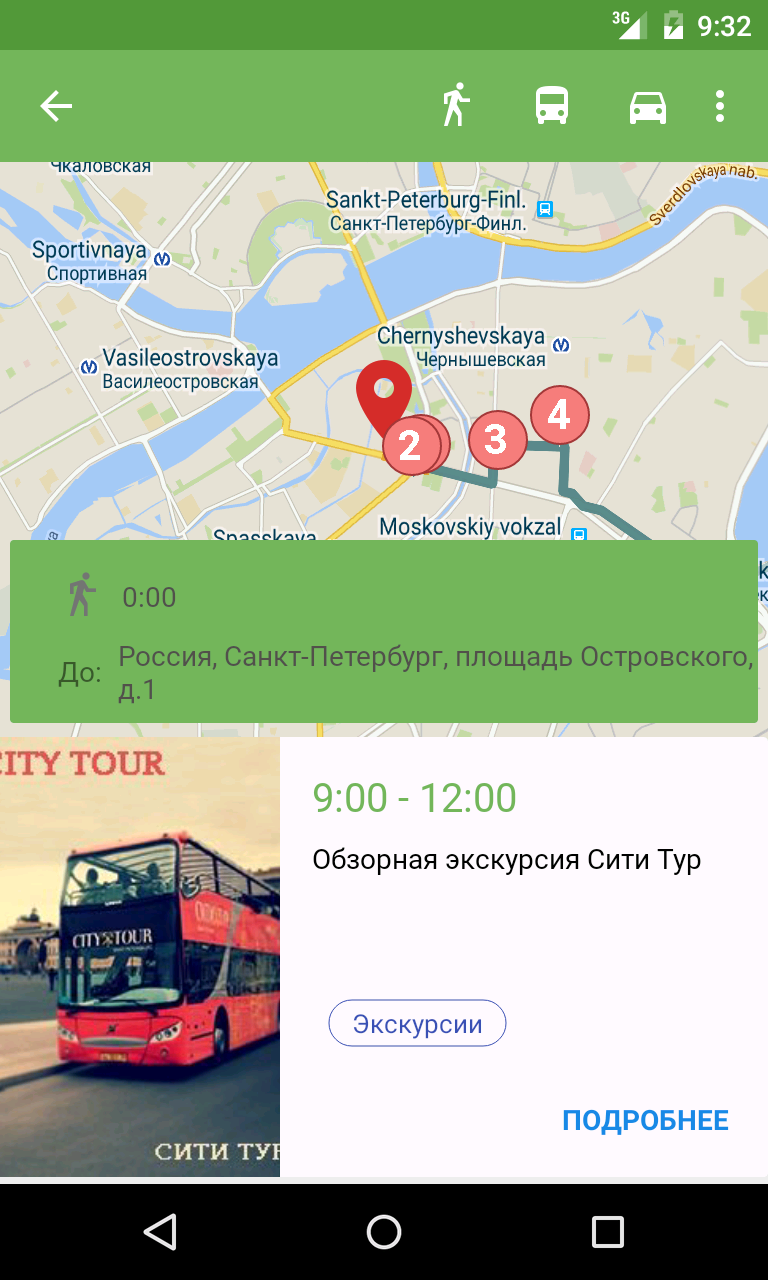 3G 9:32
Чкаловская
Sverdlovskaya nab.
Sankt-Peterburg-Finl.
Санкт-Петербург-Финл.
Sportivnaya
Спортивная
Chernyshevskaya
Чернышевская
Vasileostrovskaya
Василеостровская
4
3
2
Moskovskiy vokzal
Spasskaya
0:00
До: Россия, Санкт-Петербург, площадь Островского,
д.1
CITY TOUR
9:00 - 12:00
Обзорная экскурсия Сити Тур
CITY TOUR
Экскурсии
ПОДРОБНЕЕ
СИТИ ТУР